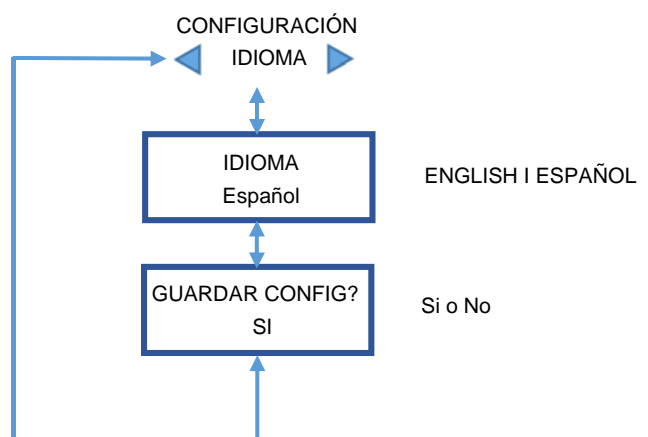 CONFIGURACIÓN
IDIOMA
IDIOMA
Español
ENGLISH I ESPAÑOL
GUARDAR CONFIG?
SI
Si o No